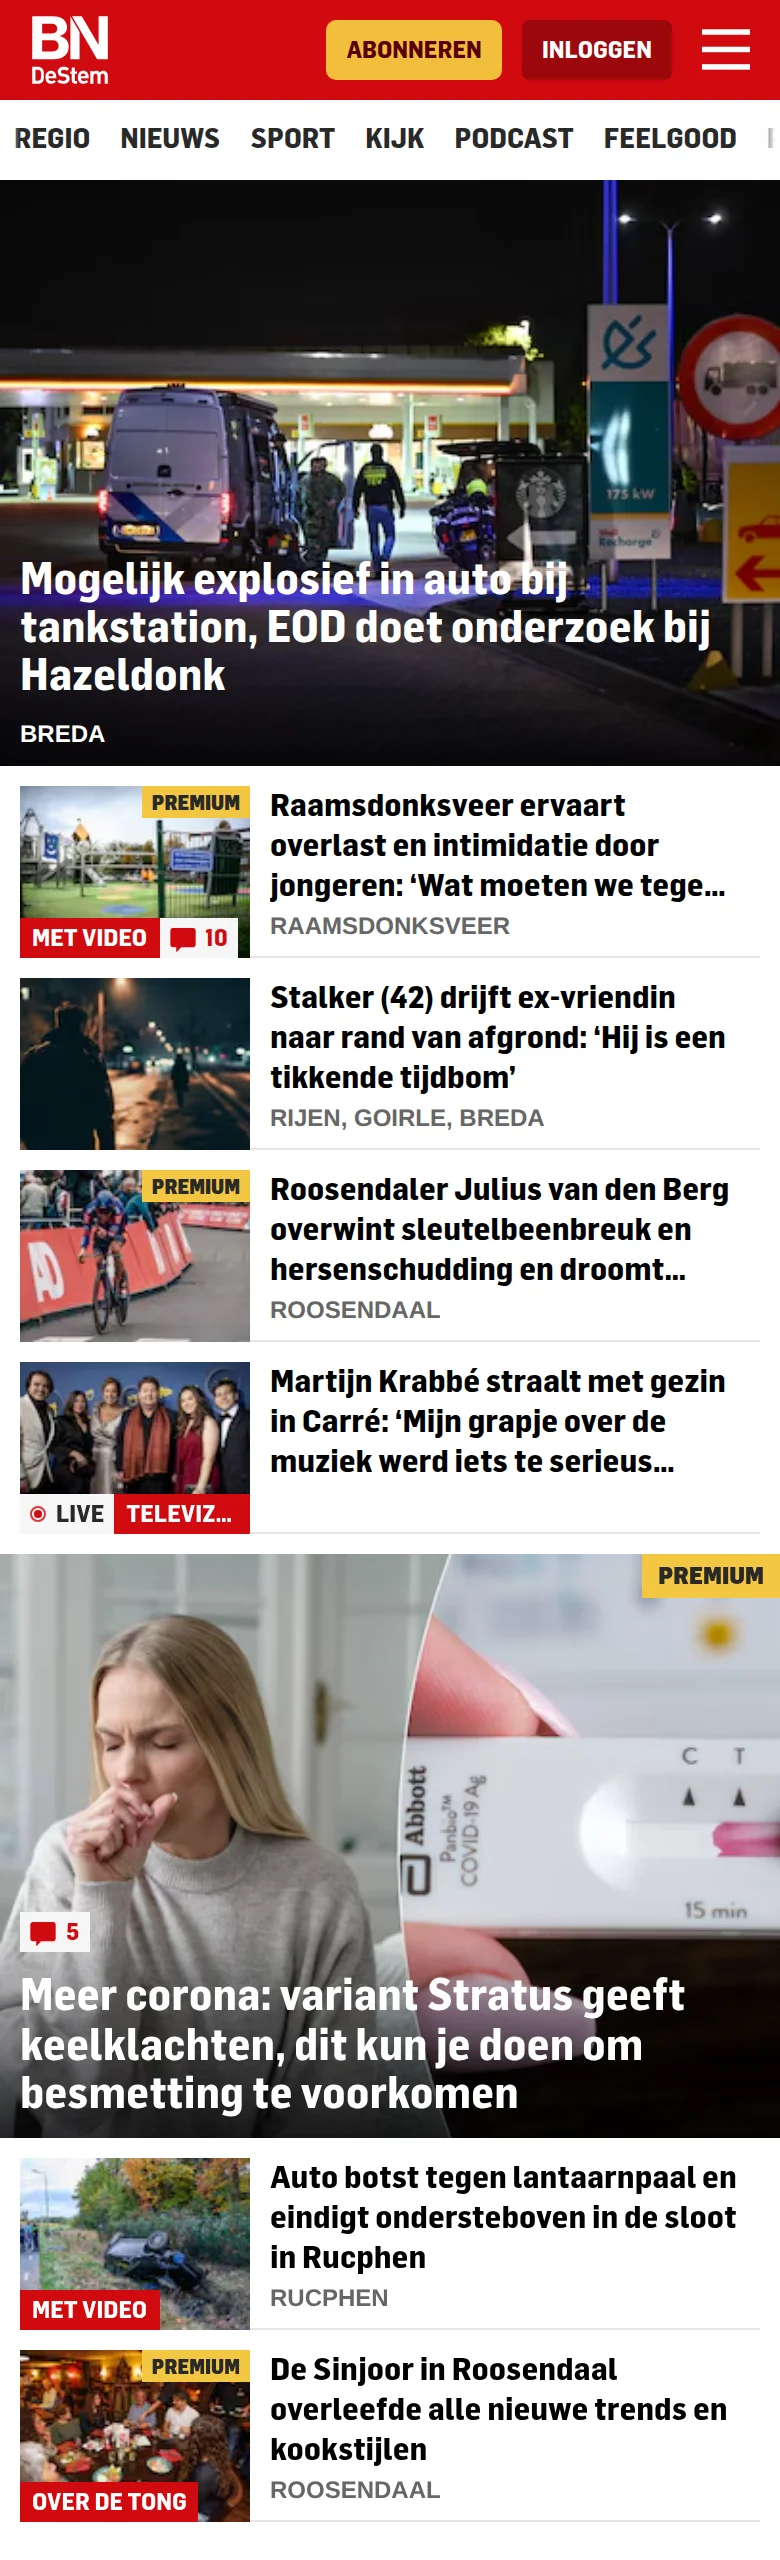 BN
DeStem
ABONNEREN
INLOGGEN
REGIO NIEUWS SPORT KIJK PODCAST FEELGOOD
175 kW
Recharge
Mogelijk explosief in auto bij
tankstation, EOD doet onderzoek bij
Hazeldonk
BREDA
PREMIUM
MET VIDEO
10
Raamsdonksveer ervaart
overlast en intimidatie door
jongeren: ‘Wat moeten we tege...
RAAMSDONKSVEER
Stalker (42) drijft ex-vriendin
naar rand van afgrond: ‘Hij is een
tikkende tijdbom’
RIJEN, GOIRLE, BREDA
PREMIUM
AD
Roosendaler Julius van den Berg
overwint sleutelbeenbreuk en
hersenschudding en droomt...
ROOSENDAAL
LIVE
TELEVIZ...
Martijn Krabbé straalt met gezin
in Carré: ‘Mijn grapje over de
muziek werd iets te serieus...
PREMIUM
C T
Abbott
Panbio™
COVID-19 Ag
15 min
5
Meer corona: variant Stratus geeft
keelklachten, dit kun je doen om
besmetting te voorkomen
MET VIDEO
Auto botst tegen lantaarnpaal en
eindigt ondersteboven in de sloot
in Rucphen
RUCPHEN
PREMIUM
OVER DE TONG
De Sinjoor in Roosendaal
overleefde alle nieuwe trends en
kookstijlen
ROOSENDAAL